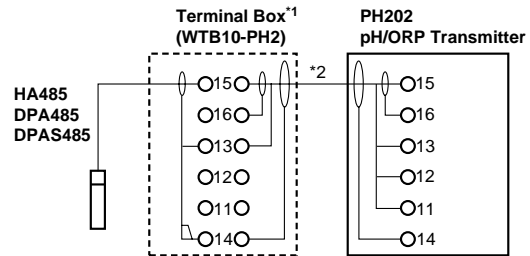 Terminal Box*1
(WTB10-PH2)
PH202
pH/ORP Transmitter
*2
HA485
DPA485
DPAS485
15
16
13
12
11
14
15
16
13
12
11
14